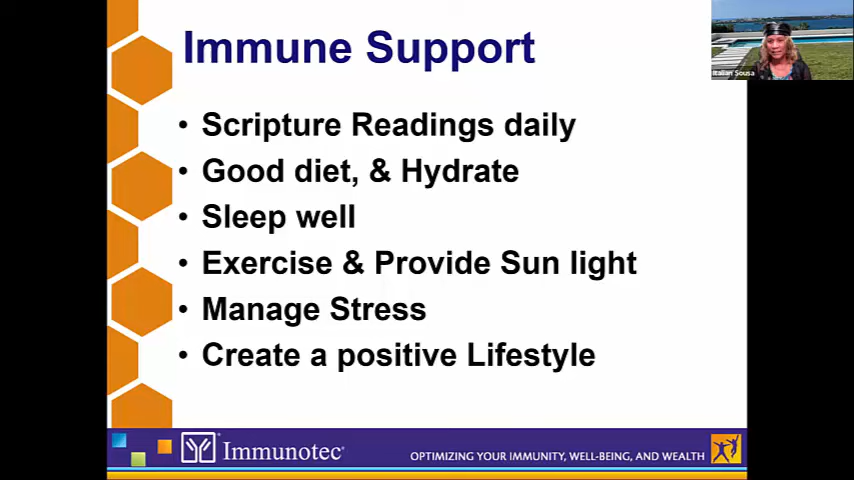 Immune Support
• Scripture Readings daily
• Good diet, & Hydrate
• Sleep well
• Exercise & Provide Sun light
• Manage Stress
• Create a positive Lifestyle
Immunotec
OPTIMIZING YOUR IMMUNITY, WELL-BEING, AND WEALTH
Sousa